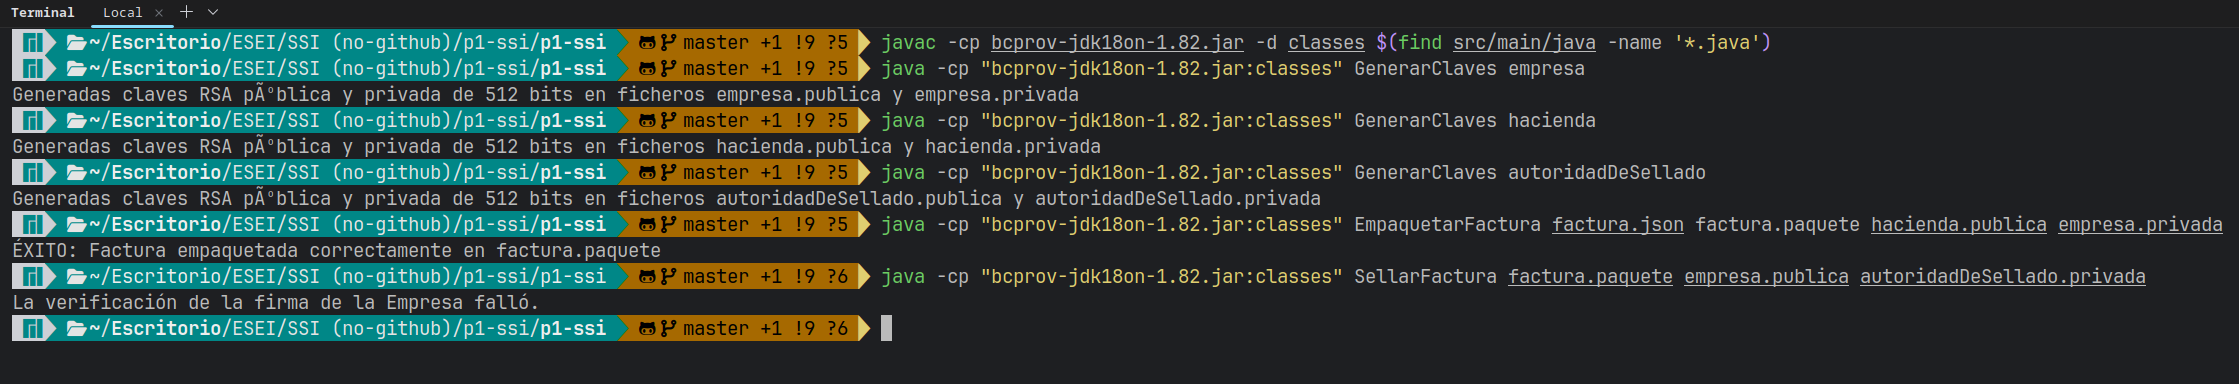 Terminal Local × +
~/Escritorio/ESEI/SSI (no-github)/p1-ssi/p1-ssi master +1 !9 ?5 javac -cp bcprov-jdk18on-1.82.jar -d classes $(find src/main/java -name '*.java')
~/Escritorio/ESEI/SSI (no-github)/p1-ssi/p1-ssi master +1 !9 ?5 java -cp "bcprov-jdk18on-1.82.jar:classes" GenerarClaves empresa
Generadas claves RSA pÃºblica y privada de 512 bits en ficheros empresa.publica y empresa.privada
~/Escritorio/ESEI/SSI (no-github)/p1-ssi/p1-ssi master +1 !9 ?5 java -cp "bcprov-jdk18on-1.82.jar:classes" GenerarClaves hacienda
Generadas claves RSA pÃºblica y privada de 512 bits en ficheros hacienda.publica y hacienda.privada
~/Escritorio/ESEI/SSI (no-github)/p1-ssi/p1-ssi master +1 !9 ?5 java -cp "bcprov-jdk18on-1.82.jar:classes" GenerarClaves autoridadDeSellado
Generadas claves RSA pÃºblica y privada de 512 bits en ficheros autoridadDeSellado.publica y autoridadDeSellado.privada
~/Escritorio/ESEI/SSI (no-github)/p1-ssi/p1-ssi master +1 !9 ?5 java -cp "bcprov-jdk18on-1.82.jar:classes" EmpaquetarFactura factura.json factura.paquete hacienda.publica empresa.privada
ÉXITO: Factura empaquetada correctamente en factura.paquete
~/Escritorio/ESEI/SSI (no-github)/p1-ssi/p1-ssi master +1 !9 ?6 java -cp "bcprov-jdk18on-1.82.jar:classes" SellarFactura factura.paquete empresa.publica autoridadDeSellado.privada
La verificación de la firma de la Empresa falló.
~/Escritorio/ESEI/SSI (no-github)/p1-ssi/p1-ssi master +1 !9 ?6